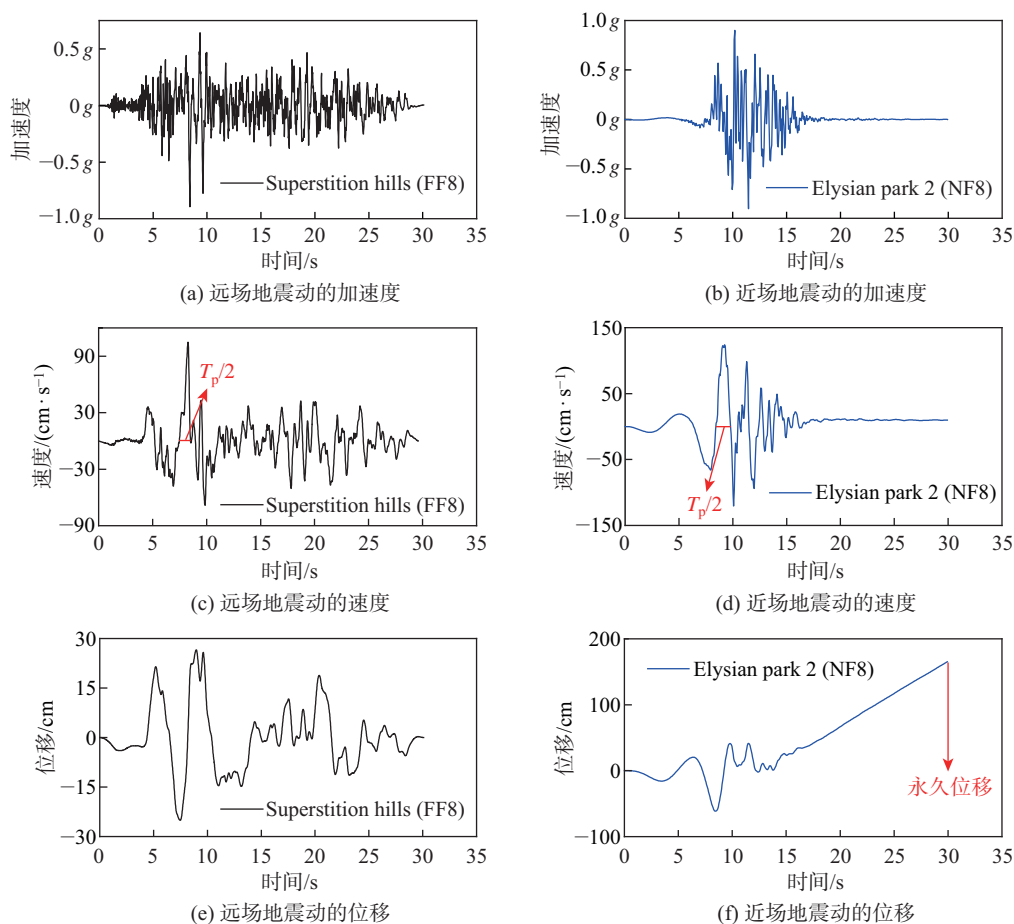 0.5 g
0 g
−0.5 g
−1.0 g
加速度
Superstition hills (FF8)
0 5 10 15 20 25 30 35
时间/s
(a) 远场地震动的加速度
1.0 g
0.5 g
0 g
−0.5 g
−1.0 g
加速度
Elysian park 2 (NF8)
0 5 10 15 20 25 30 35
时间/s
(b) 近场地震动的加速度
90
30
−30
−90
速度/(cm · s⁻¹)
Tp/2
Superstition hills (FF8)
0 5 10 15 20 25 30 35
时间/s
(c) 远场地震动的速度
150
50
−50
−150
速度/(cm · s⁻¹)
Tp/2
Elysian park 2 (NF8)
0 5 10 15 20 25 30 35
时间/s
(d) 近场地震动的速度
30
15
0
−15
−30
位移/cm
Superstition hills (FF8)
0 5 10 15 20 25 30 35
时间/s
(e) 远场地震动的位移
200
100
0
−100
位移/cm
Elysian park 2 (NF8)
永久位移
0 5 10 15 20 25 30 35
时间/s
(f) 近场地震动的位移